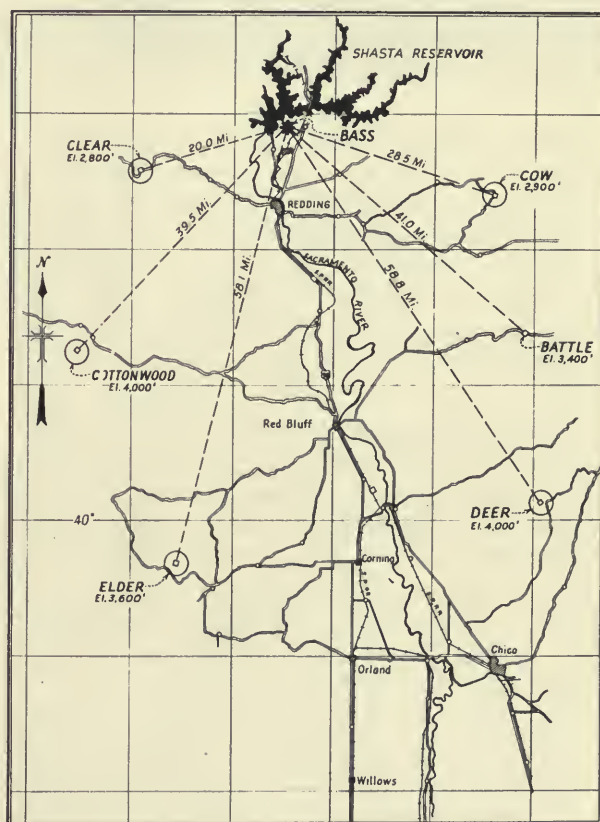 SHASTA RESERVOIR
BASS
CLEAR
El. 2,800'
20.0 Mi
28.5 Mi
COW
El. 2,900'
REDDING
39.5 Mi
58.1 Mi
41.0 Mi
58.8 Mi
SACRAMENTO
RIVER
S.P.R.R.
N
COTTONWOOD
El. 4,000'
BATTLE
El. 3,400'
Red Bluff
40°
DEER
El. 4,000'
ELDER
El. 3,600'
Corning
S.P.R.R.
S.P.R.R.
Chico
Orland
Willows